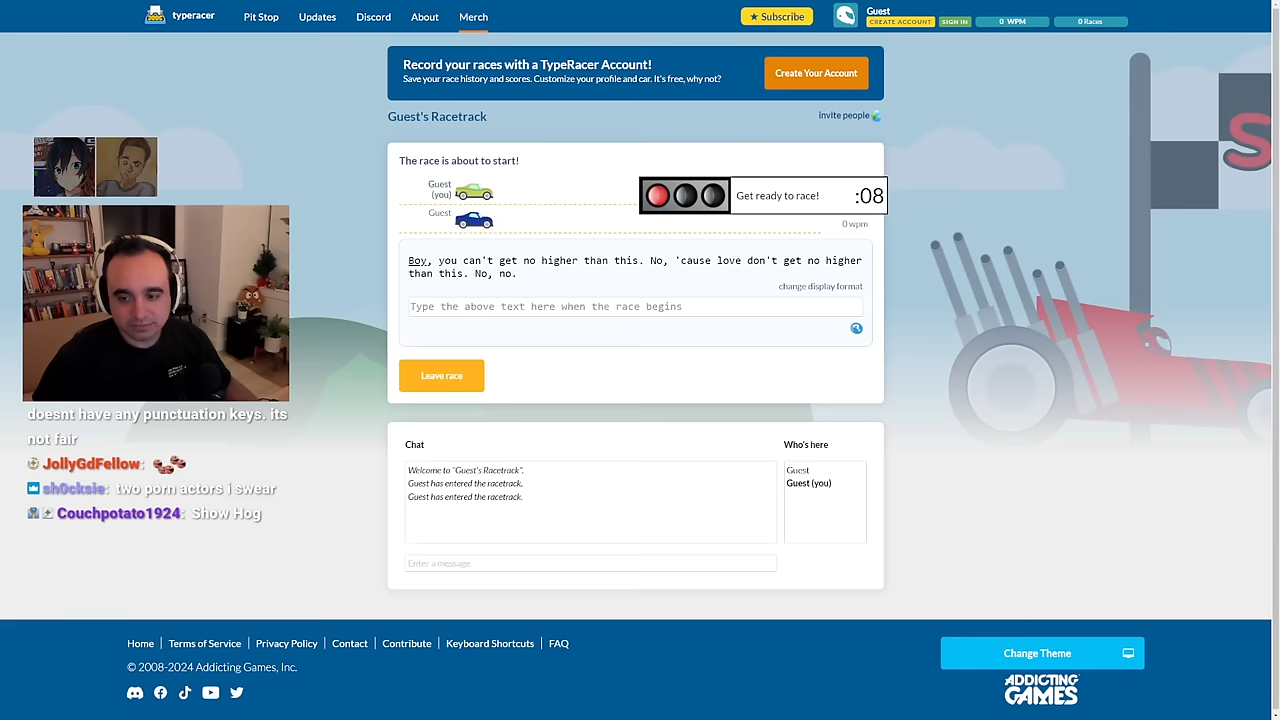 typeracer
Pit Stop
Updates
Discord
About
Merch
★ Subscribe
Guest
CREATE ACCOUNT
SIGN IN
0 WPM
0 Races
Record your races with a TypeRacer Account!
Save your race history and scores. Customize your profile and car. It's free, why not?
Create Your Account
Guest's Racetrack
Invite people
The race is about to start!
Guest
(you)
Get ready to race!
:08
Guest
0 wpm
Boy, you can't get no higher than this. No, 'cause love don't get no higher
than this. No, no.
change display format
Type the above text here when the race begins
Leave race
doesnt have any punctuation keys. its
not fair
JollyGdFellow:
sh0cksie: two porn actors i swear
Couchpotato1924: Show Hog
Chat
Welcome to "Guest's Racetrack".
Guest has entered the racetrack.
Guest has entered the racetrack.
Enter a message
Who's here
Guest
Guest (you)
S
Home
Terms of Service
Privacy Policy
Contact
Contribute
Keyboard Shortcuts
FAQ
© 2008-2024 Addicting Games, Inc.
Change Theme
ADDICTING
GAMES